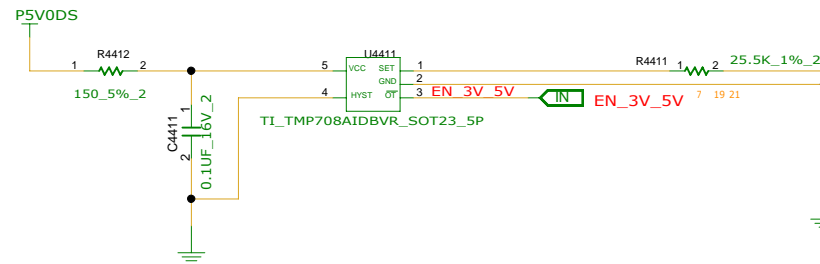 P5V0DS
R4412
1 2
150_5%_2
C4411
1
2
0.1UF_16V_2
U4411
5 VCC SET 1
GND 2
4 HYST OT 3
TI_TMP708AIDBVR_SOT23_5P
EN_3V_5V
IN
EN_3V_5V
R4411
1 2
25.5K_1%_2
7 19 21